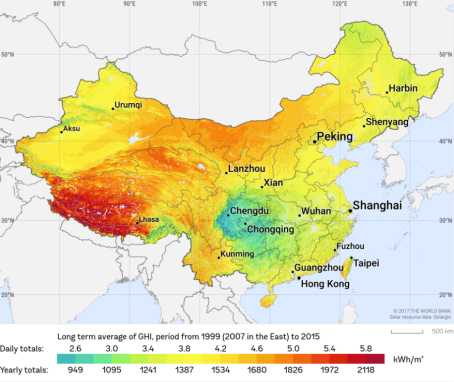 80°E 90°E 100°E 110°E 120°E 130°E
50°N 50°N
Harbin
Urumqi
Shenyang
Aksu
40°N Peking 40°N
Lanzhou
Xian
Shanghai
Chengdu Wuhan
Lhasa
30°N 30°N
Chongqing
Fuzhou
Kunming
Taipei
Guangzhou
Hong Kong
20°N 20°N
© 2017 THE WORLD BANK
Solar resource data: Solargis
Long term average of GHI, period from 1999 (2007 in the East) to 2015
500 km
Daily totals: 2.6 3.0 3.4 3.8 4.2 4.6 5.0 5.4 5.8
kWh/m²
Yearly totals: 949 1095 1241 1387 1534 1680 1826 1972 2118